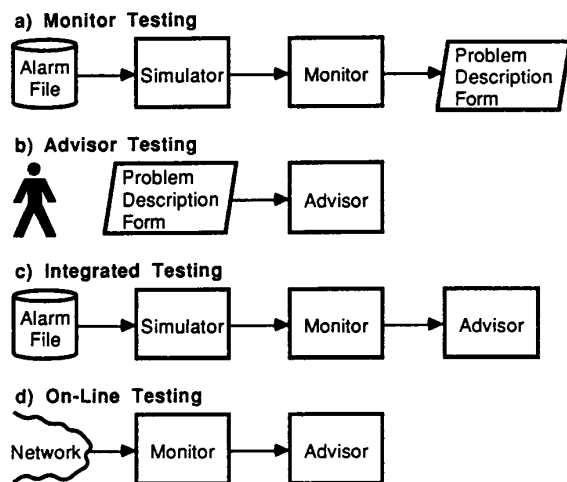 a) Monitor Testing
Alarm
File
Simulator
Monitor
Problem
Description
Form
b) Advisor Testing
Problem
Description
Form
Advisor
c) Integrated Testing
Alarm
File
Simulator
Monitor
Advisor
d) On-Line Testing
Network
Monitor
Advisor